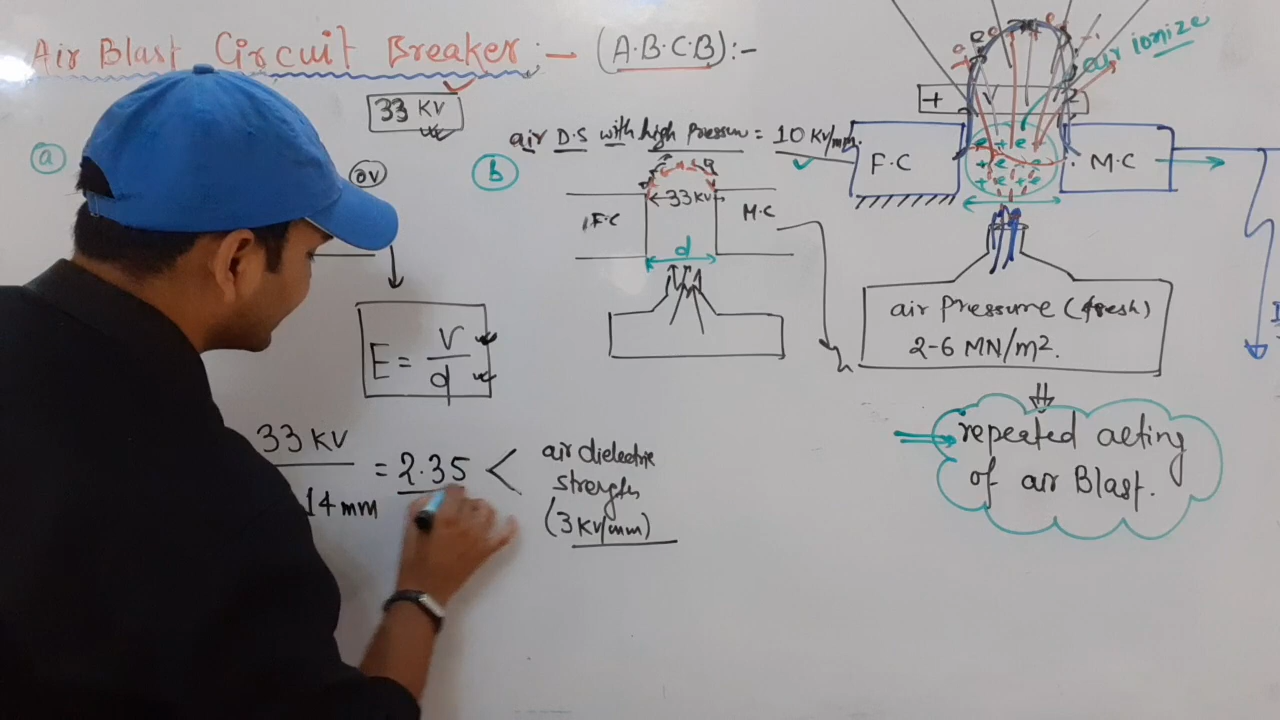 Air Blast Circuit Breaker :- (A.B.C.B) :-
33 KV
air D.S with high Pressure = 10 KV/mm.
air ionize
a
0V
b
+
F.C
M.C
e + e
+ e +
+ e +
F.C
33 KV
M.C
d
E = V/d
air Pressure (fresh)
2-6 MN/m².
repeated acting
of air Blast.
33 KV
14 mm
= 2.35 <
air dielectric
strength
(3 KV/mm)